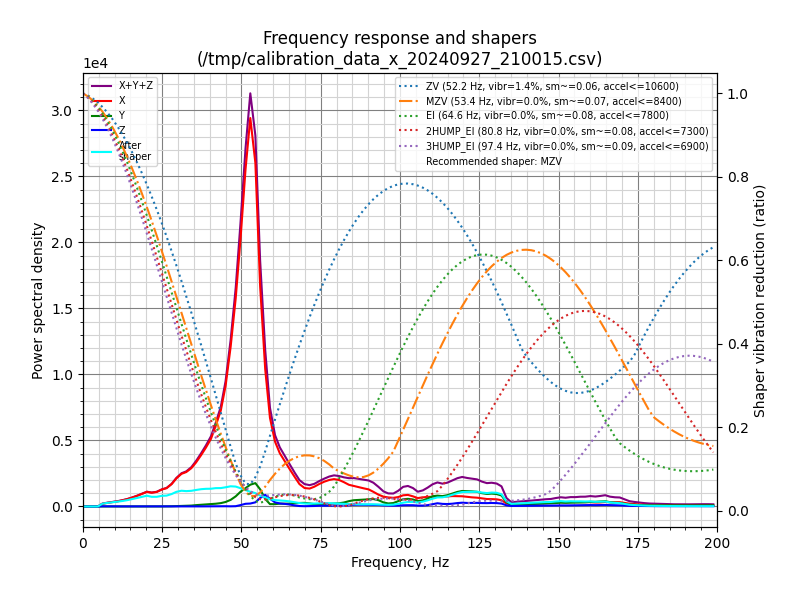 Frequency response and shapers
(/tmp/calibration_data_x_20240927_210015.csv)
1e4
X+Y+Z
X
Y
Z
After
shaper
ZV (52.2 Hz, vibr=1.4%, sm~=0.06, accel<=10600)
MZV (53.4 Hz, vibr=0.0%, sm~=0.07, accel<=8400)
EI (64.6 Hz, vibr=0.0%, sm~=0.08, accel<=7800)
2HUMP_EI (80.8 Hz, vibr=0.0%, sm~=0.08, accel<=7300)
3HUMP_EI (97.4 Hz, vibr=0.0%, sm~=0.09, accel<=6900)
Recommended shaper: MZV
3.0
2.5
2.0
1.5
1.0
0.5
0.0
Power spectral density
1.0
0.8
0.6
0.4
0.2
0.0
Shaper vibration reduction (ratio)
0 25 50 75 100 125 150 175 200
Frequency, Hz